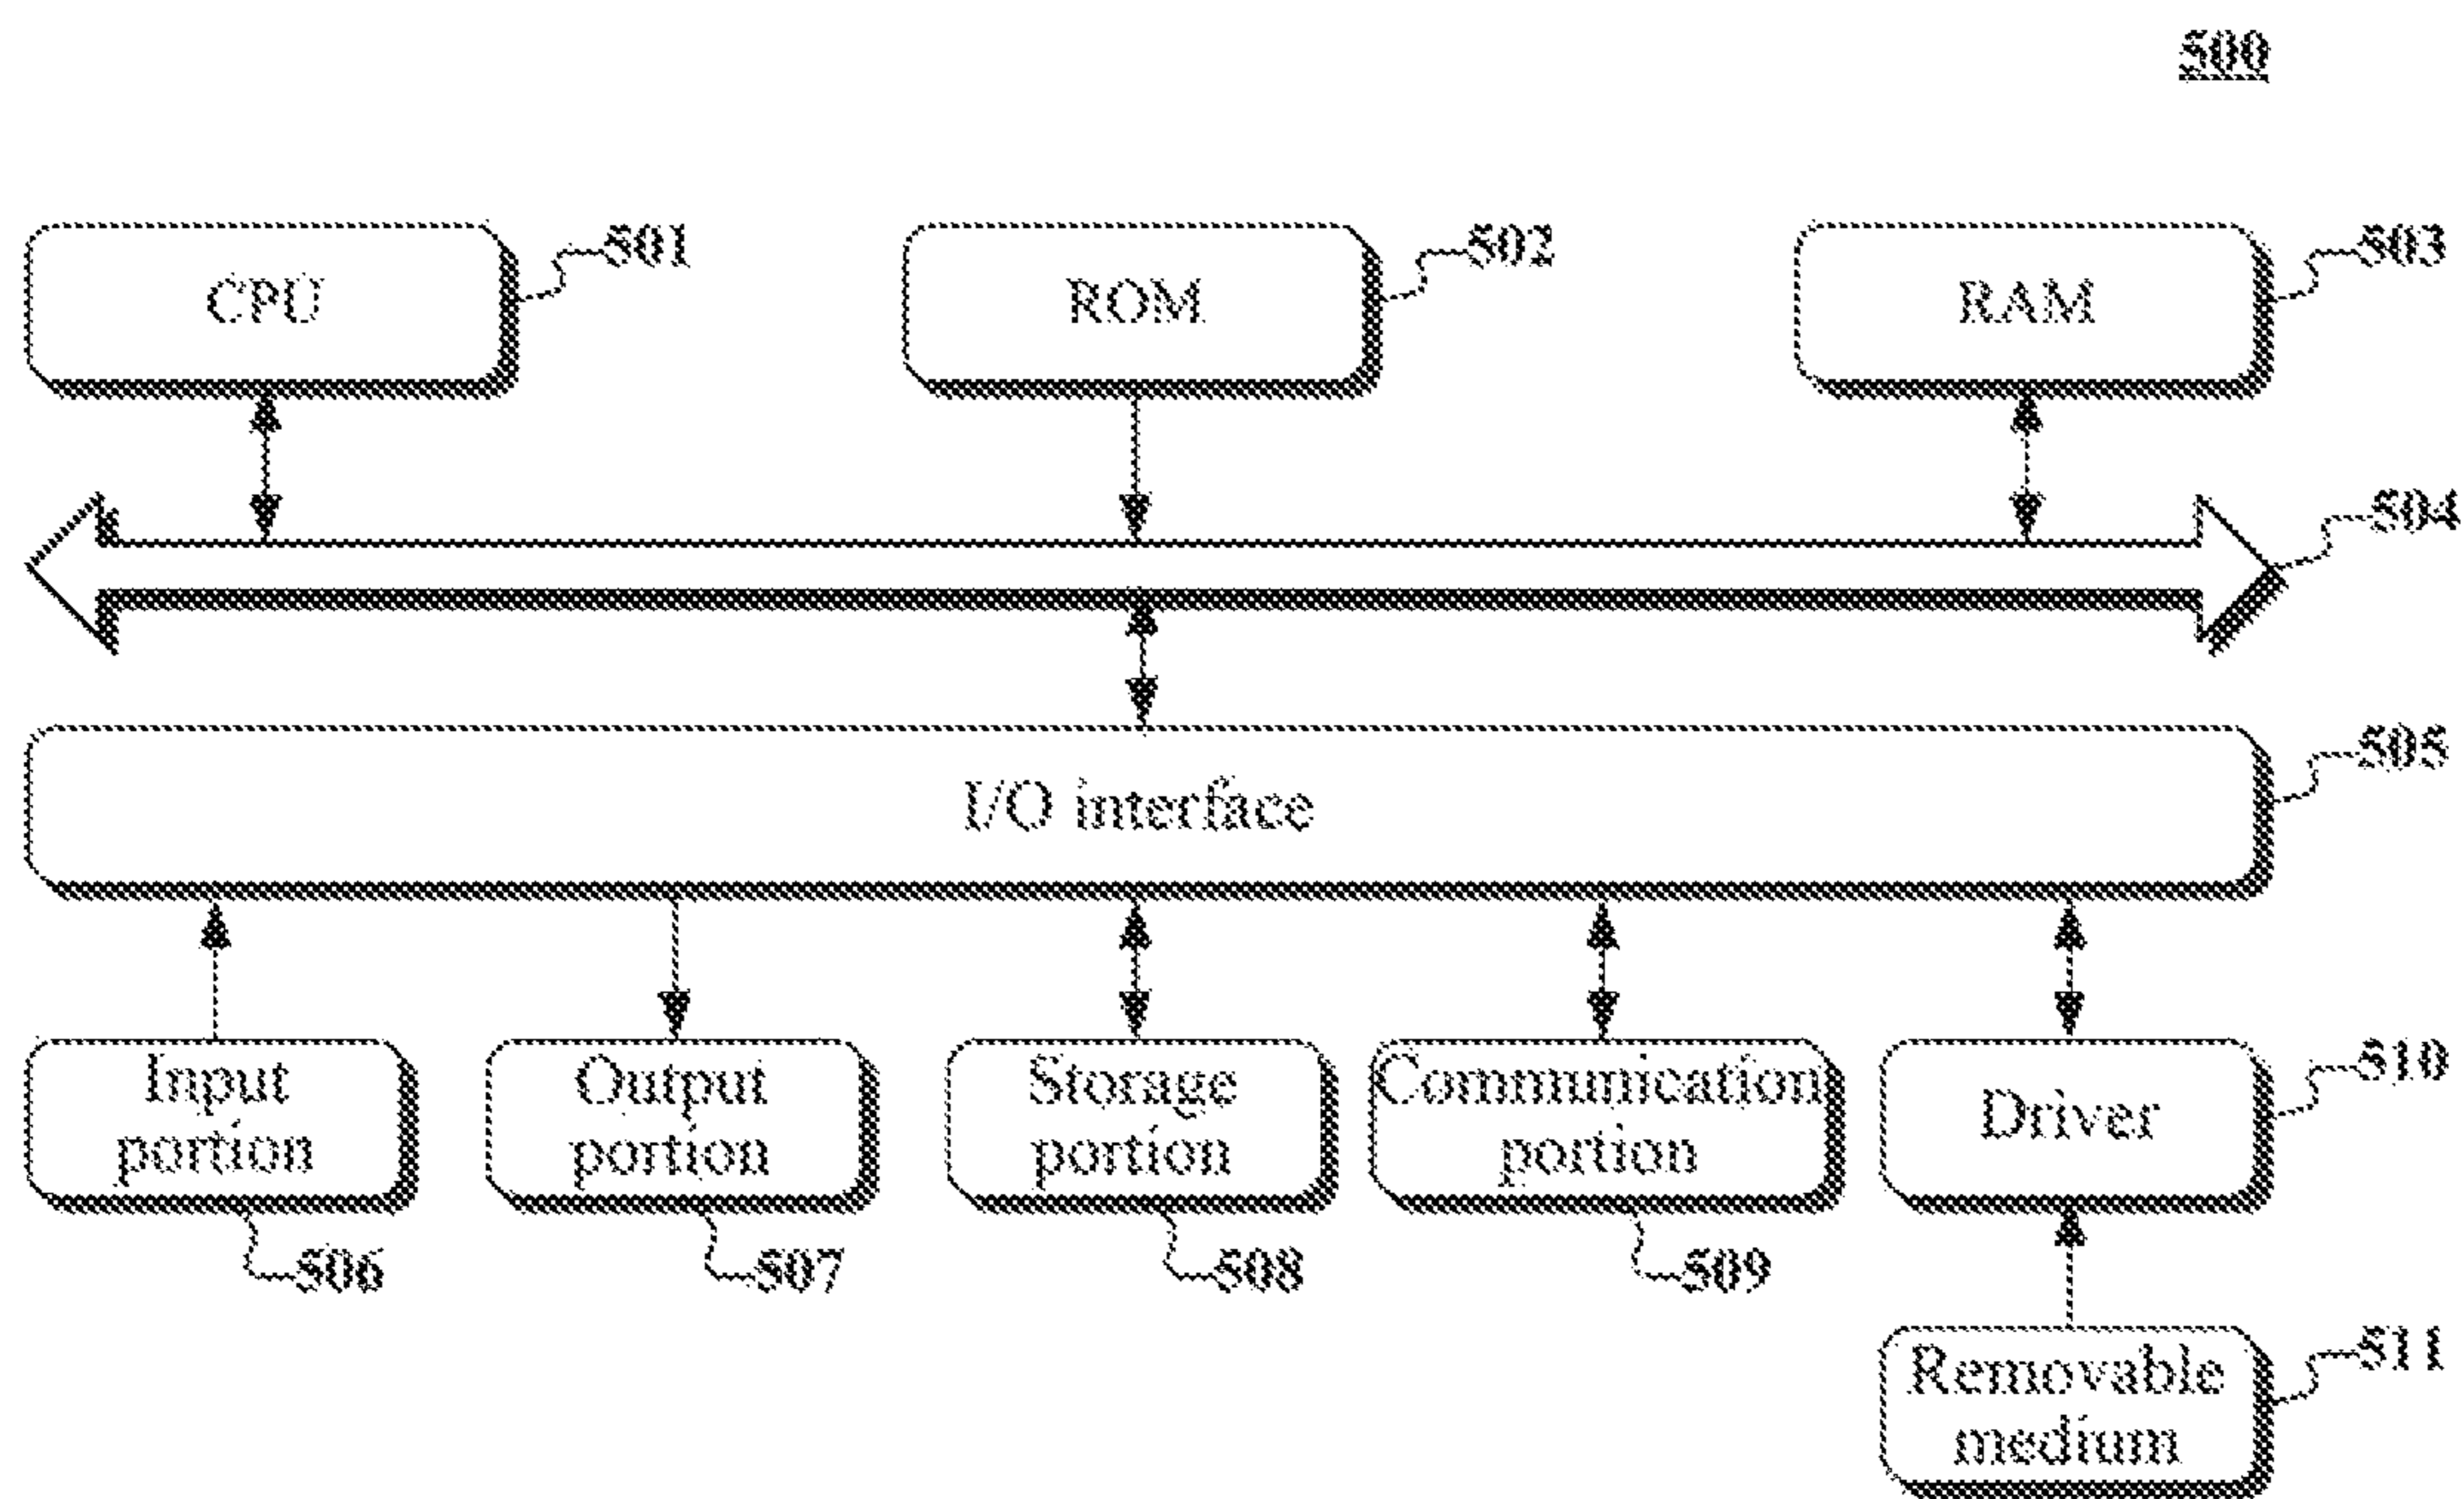 500
CPU
501
ROM
502
RAM
503
504
I/O interface
505
Input
portion
Output
portion
Storage
portion
Communication
portion
Driver
510
506
507
508
509
Removable
medium
511